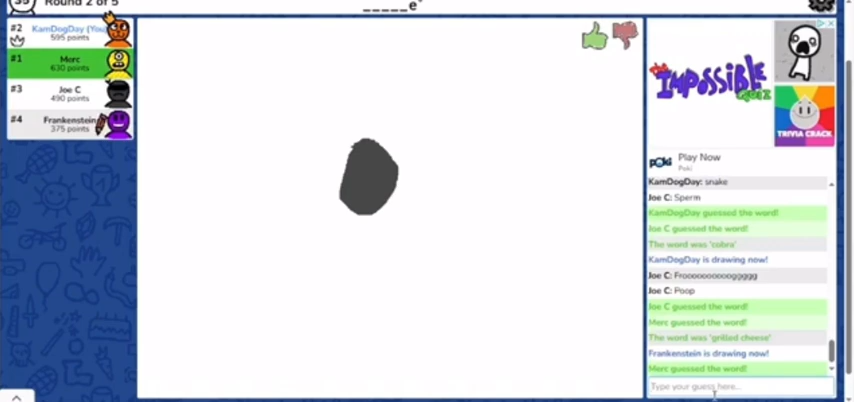 Round 2 of 5
_____e
#2
KamDogDay (You)
595 points
#1
Merc
630 points
#3
Joe C
490 points
#4
Frankenstein
375 points
IMPOSSIBLE
QUIZ
TRIVIA CRACK
poki
Play Now
Poki
KamDogDay: snake
Joe C: Sperm
KamDogDay guessed the word!
Joe C guessed the word!
The word was 'cobra'
KamDogDay is drawing now!
Joe C: Frooooooooooggggg
Joe C: Poop
Joe C guessed the word!
Merc guessed the word!
The word was 'grilled cheese'
Frankenstein is drawing now!
Merc guessed the word!
Type your guess here...